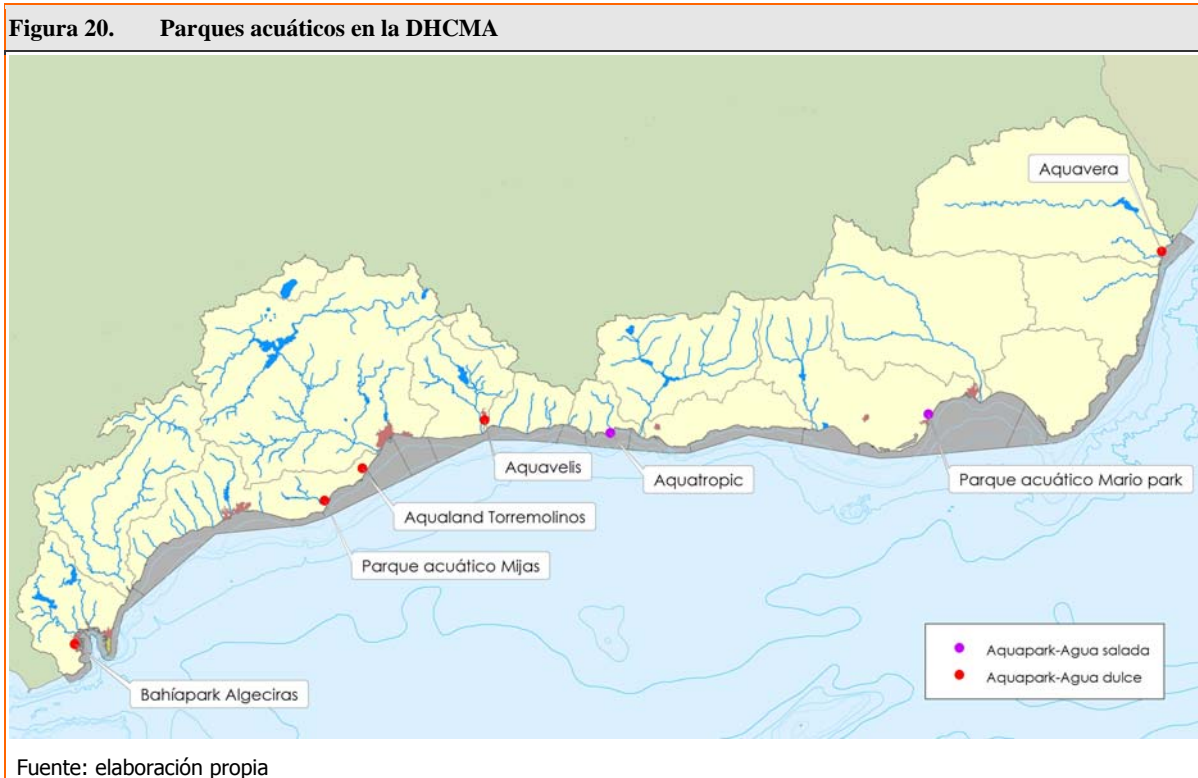 Figura 20. Parques acuáticos en la DHCMA
Aquavera
Aquavelis
Aquatropic
Parque acuático Mario park
Aqualand Torremolinos
Parque acuático Mijas
Bahíapark Algeciras
Aquapark-Agua salada
Aquapark-Agua dulce
Fuente: elaboración propia